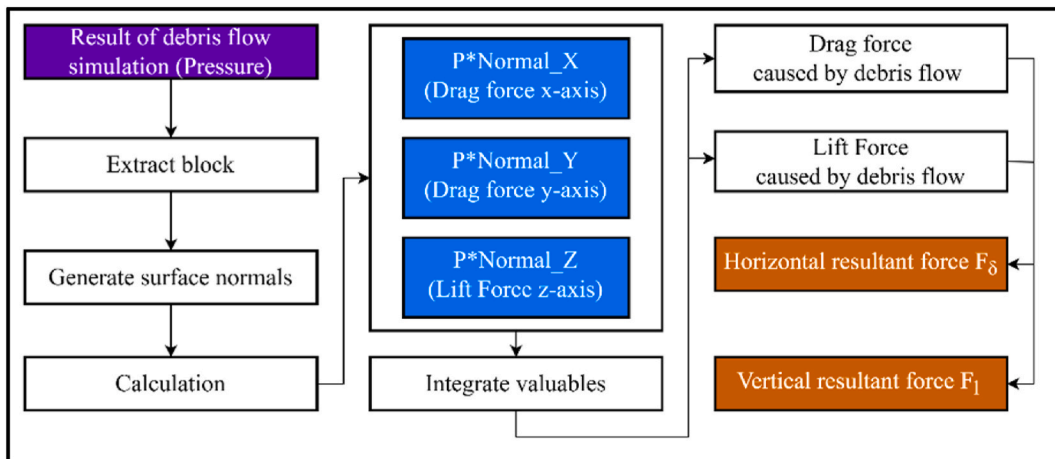 Result of debris flow
simulation (Pressure)
Extract block
Generate surface normals
Calculation
P*Normal_X
(Drag force x-axis)
P*Normal_Y
(Drag force y-axis)
P*Normal_Z
(Lift Force z-axis)
Integrate valuables
Drag force
caused by debris flow
Lift Force
caused by debris flow
Horizontal resultant force Fδ
Vertical resultant force Fl